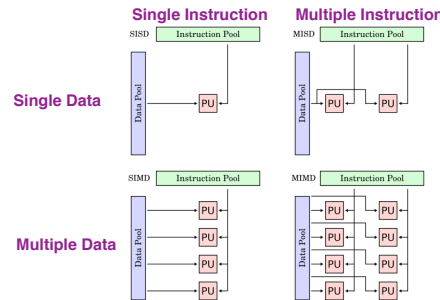 Single Instruction Multiple Instruction
SISD Instruction Pool MISD Instruction Pool
Single Data
Data Pool PU Data Pool PU PU
SIMD Instruction Pool MIMD Instruction Pool
Multiple Data
Data Pool Data Pool
PU PU PU
PU PU PU
PU PU PU
PU PU PU